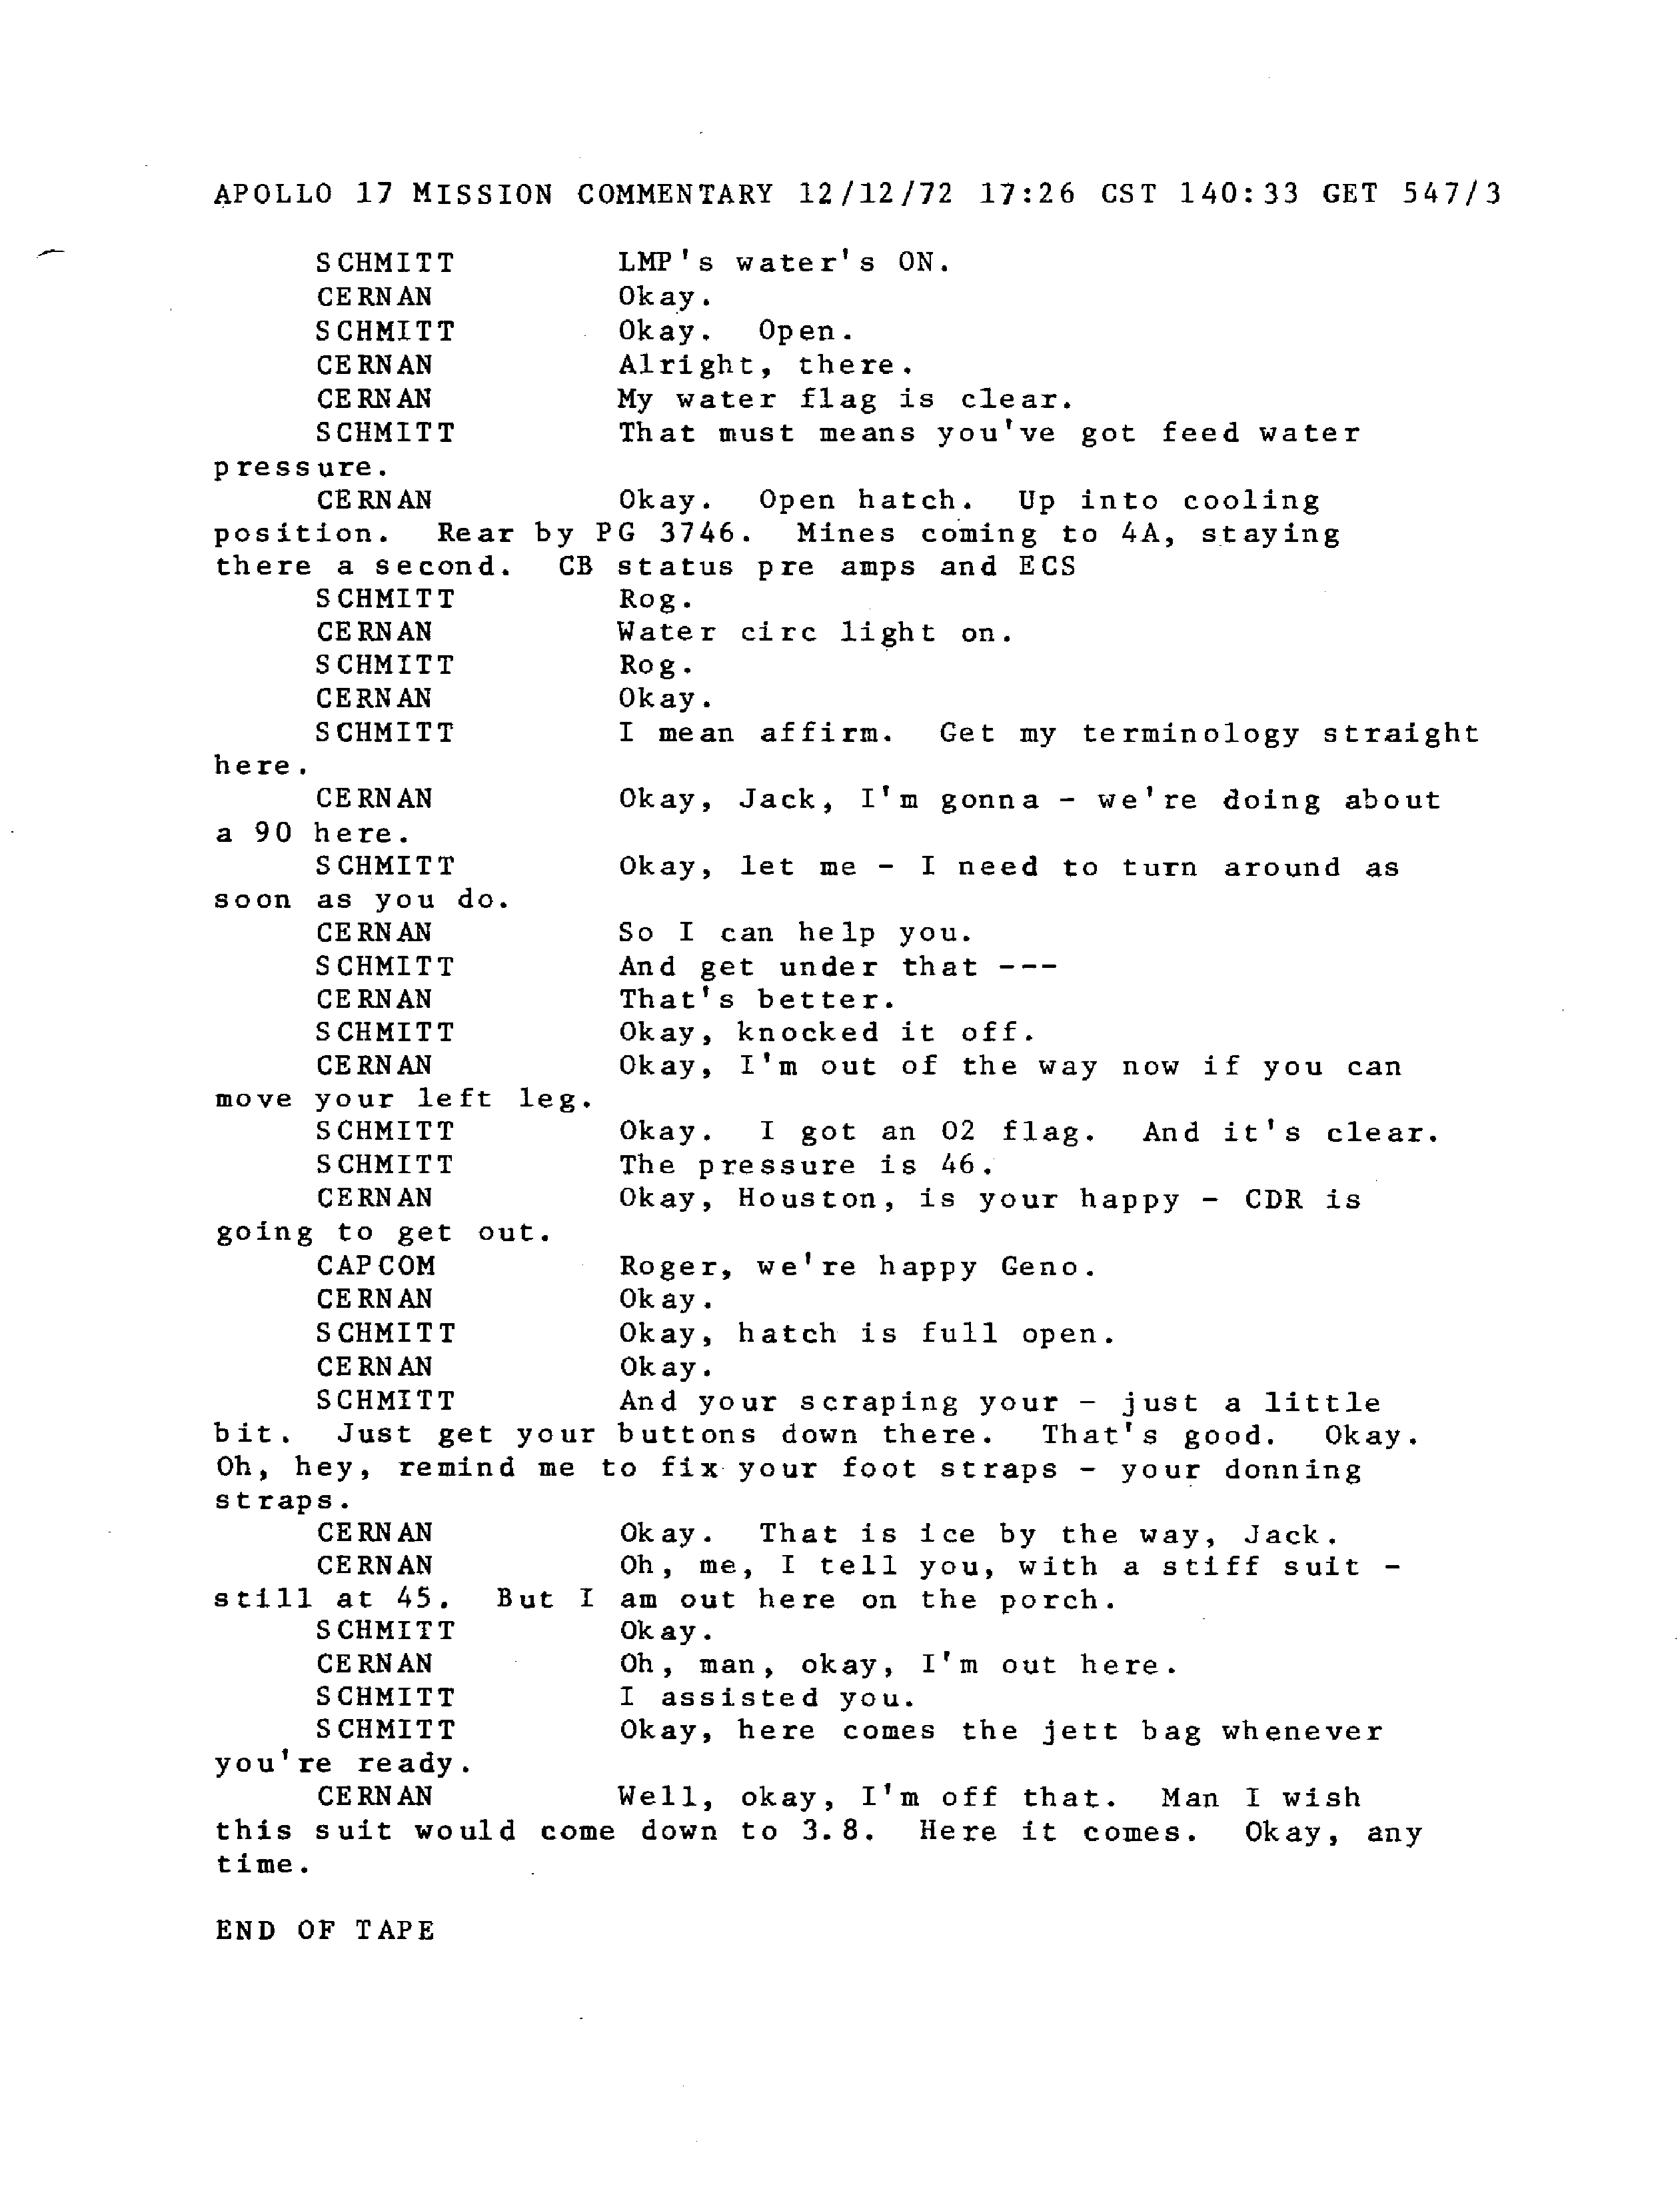 APOLLO 17 MISSION COMMENTARY 12/12/72 17:26 CST 140:33 GET 547/3
SCHMITT LMP's water's ON.
CERNAN Okay.
SCHMITT Okay. Open.
CERNAN Alright, there.
CERNAN My water flag is clear.
SCHMITT That must means you've got feed water
pressure.
CERNAN Okay. Open hatch. Up into cooling
position. Rear by PG 3746. Mines coming to 4A, staying
there a second. CB status pre amps and ECS
SCHMITT Rog.
CERNAN Water circ light on.
SCHMITT Rog.
CERNAN Okay.
SCHMITT I mean affirm. Get my terminology straight
here.
CERNAN Okay, Jack, I'm gonna - we're doing about
a 90 here.
SCHMITT Okay, let me - I need to turn around as
soon as you do.
CERNAN So I can help you.
SCHMITT And get under that ---
CERNAN That's better.
SCHMITT Okay, knocked it off.
CERNAN Okay, I'm out of the way now if you can
move your left leg.
SCHMITT Okay. I got an 02 flag. And it's clear.
SCHMITT The pressure is 46.
CERNAN Okay, Houston, is your happy - CDR is
going to get out.
CAPCOM Roger, we're happy Geno.
CERNAN Okay.
SCHMITT Okay, hatch is full open.
CERNAN Okay.
SCHMITT And your scraping your - just a little
bit. Just get your buttons down there. That's good. Okay.
Oh, hey, remind me to fix your foot straps - your donning
straps.
CERNAN Okay. That is ice by the way, Jack.
CERNAN Oh, me, I tell you, with a stiff suit -
still at 45. But I am out here on the porch.
SCHMITT Okay.
CERNAN Oh, man, okay, I'm out here.
SCHMITT I assisted you.
SCHMITT Okay, here comes the jett bag whenever
you're ready.
CERNAN Well, okay, I'm off that. Man I wish
this suit would come down to 3.8. Here it comes. Okay, any
time.
END OF TAPE